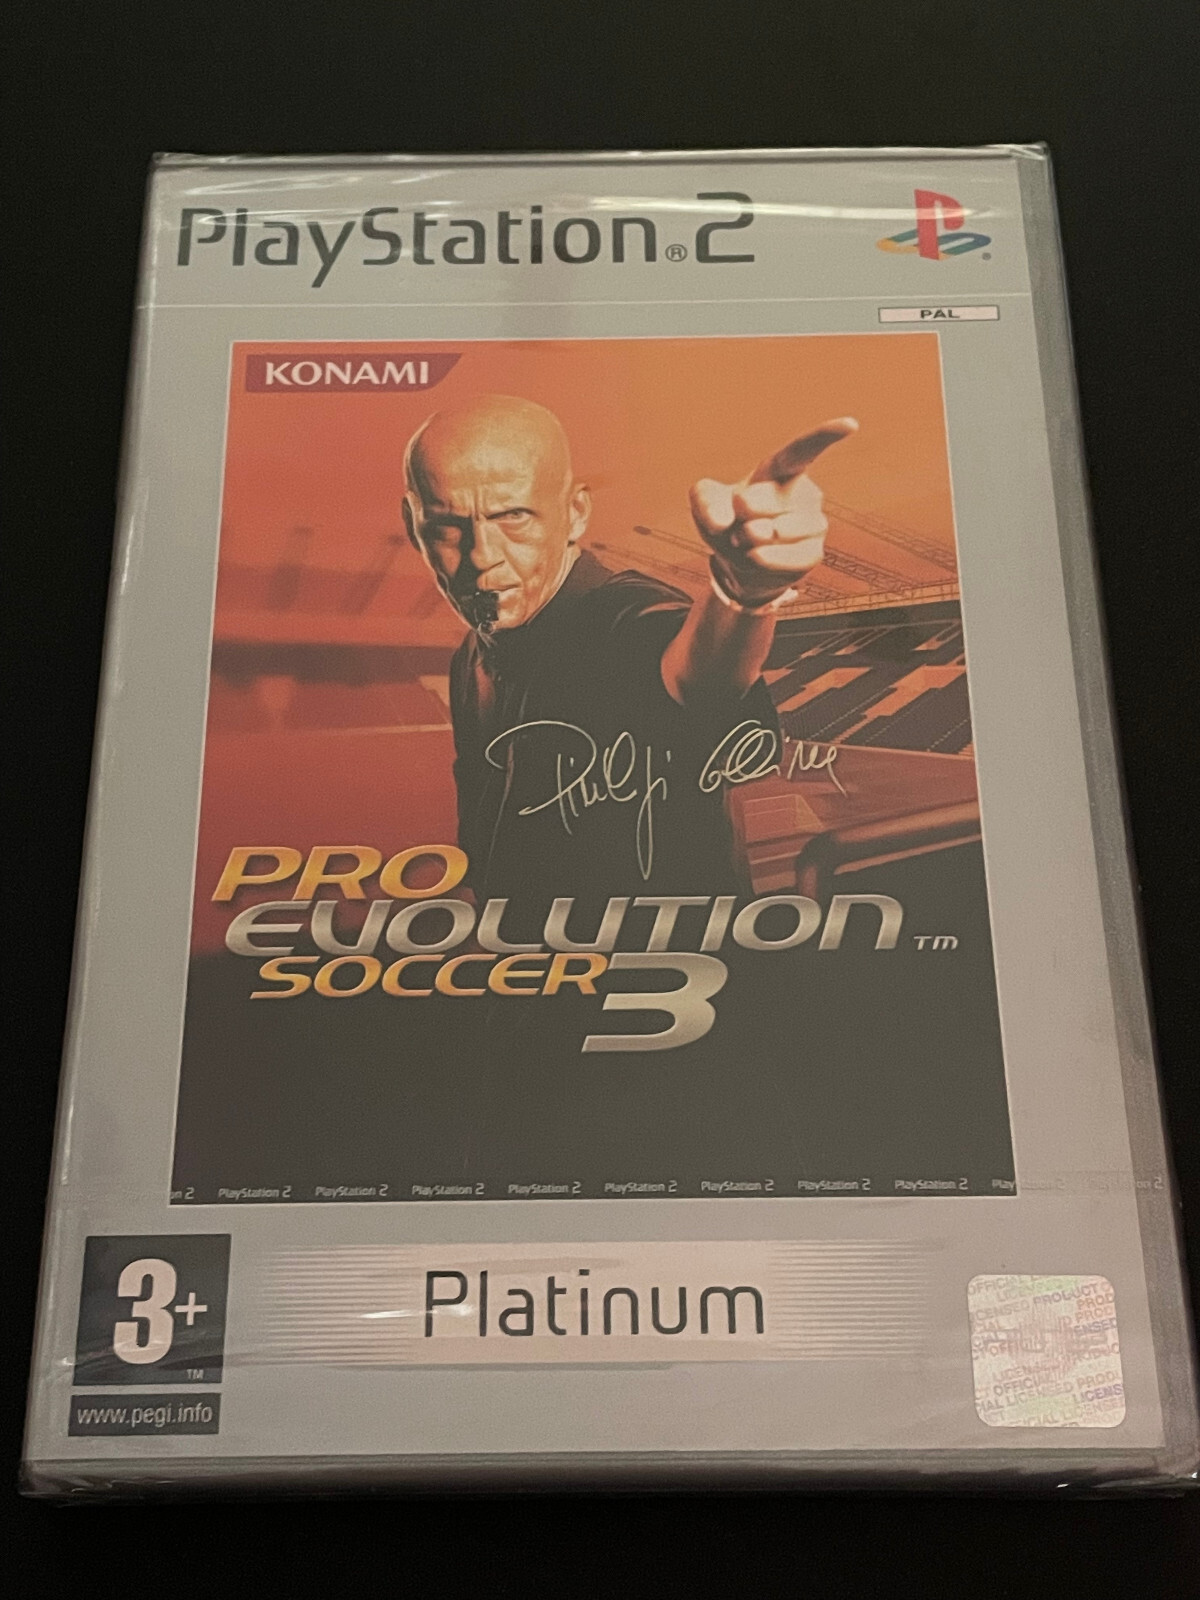 PlayStation®2
PAL
KONAMI
PRO
EVOLUTION™
SOCCER 3
PlayStation 2 PlayStation 2 PlayStation 2 PlayStation 2 PlayStation 2 PlayStation 2 PlayStation 2 PlayStation 2
3+
TM
Platinum
www.pegi.info